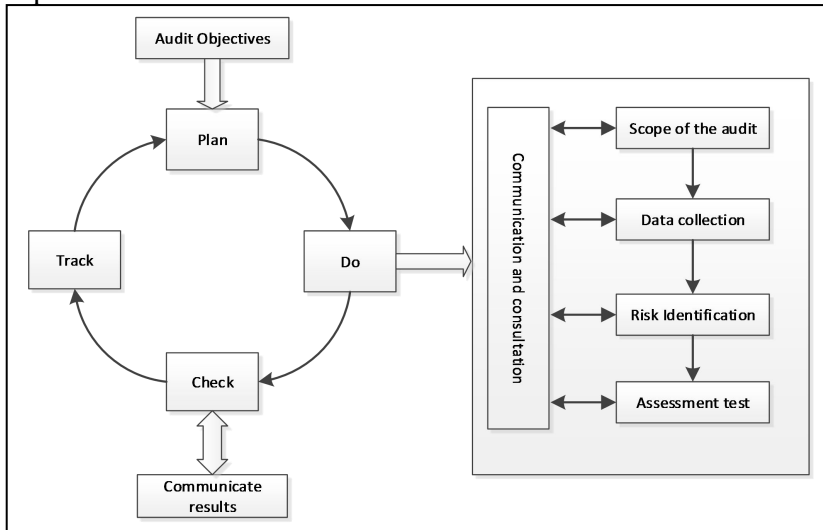 Audit Objectives
Plan
Do
Check
Track
Communicate
results
Communication and consultation
Scope of the audit
Data collection
Risk Identification
Assessment test